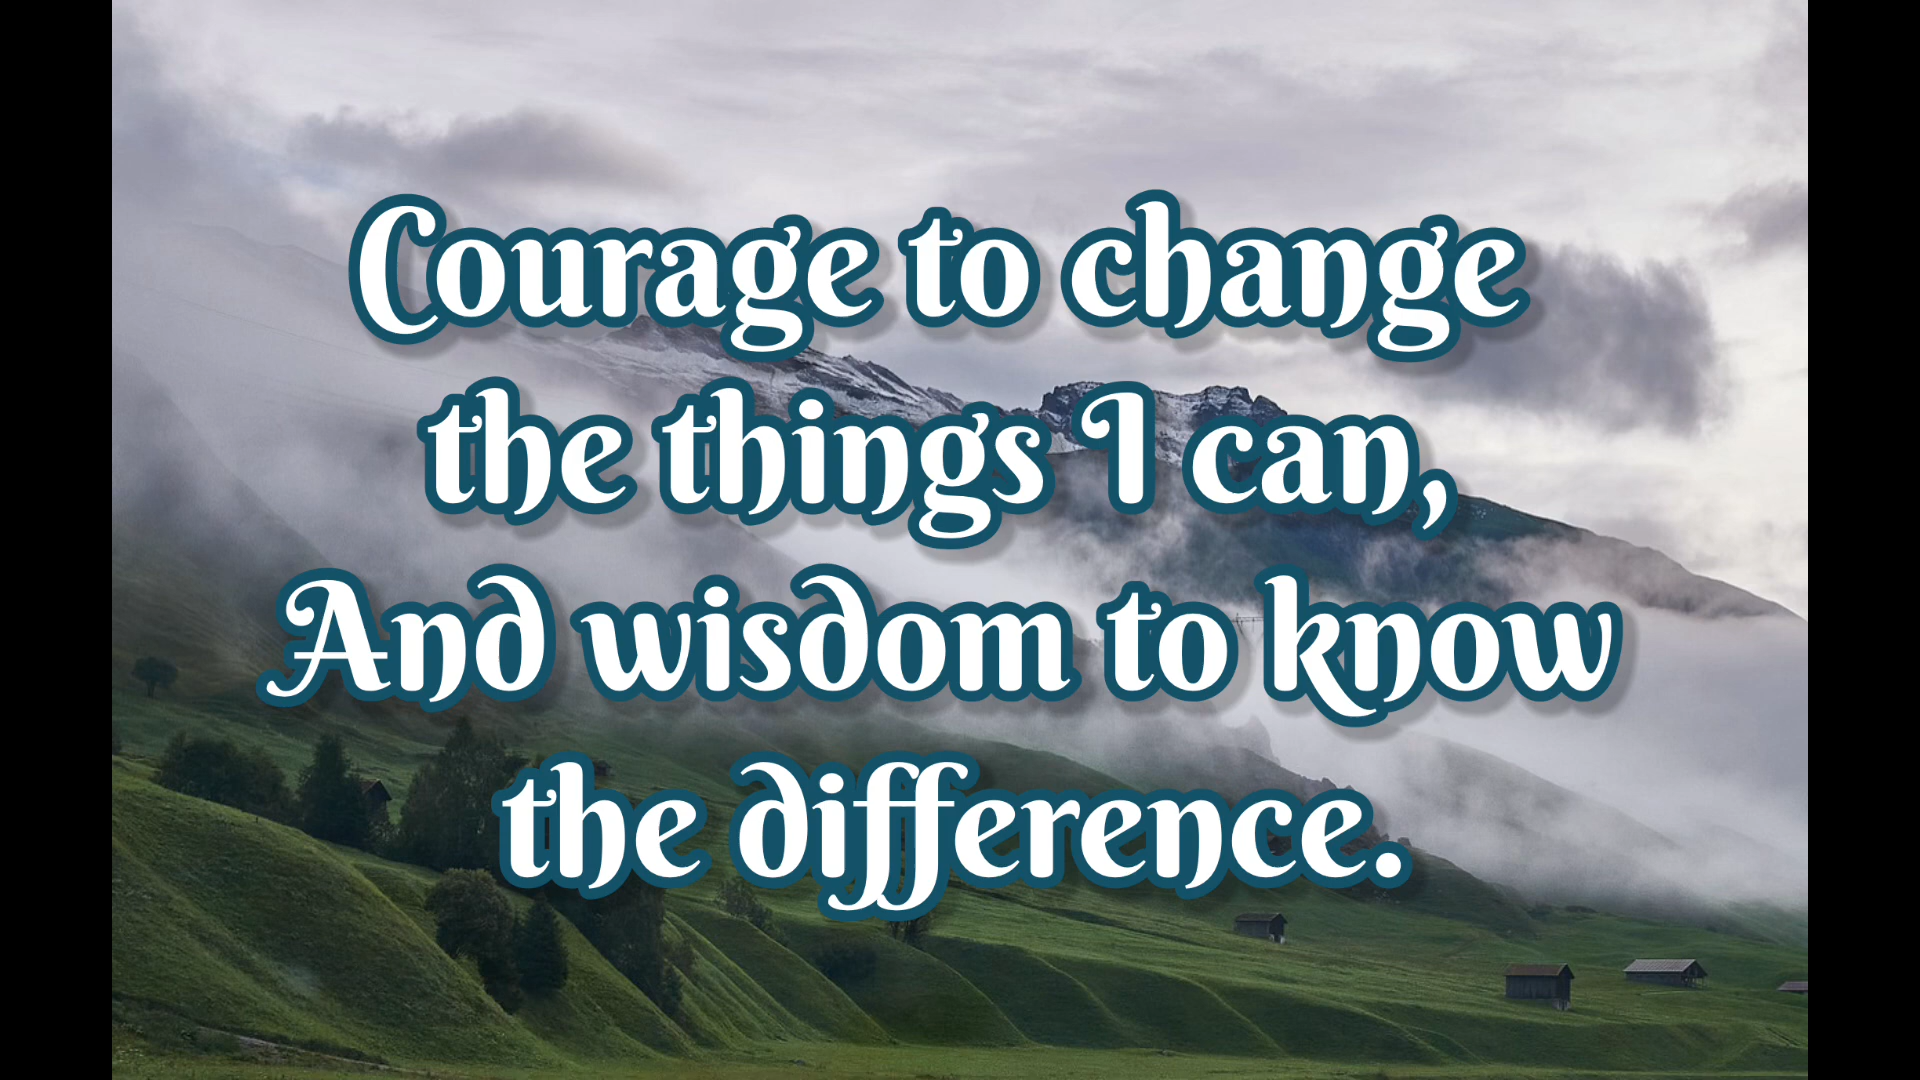 Courage to change
the things I can,
And wisdom to know
the difference.